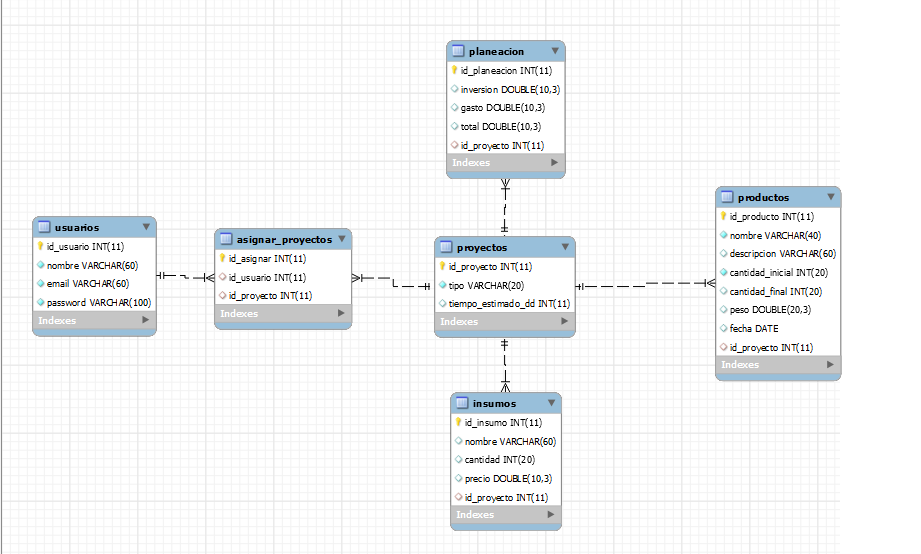 planeacion
id_planeacion INT(11)
inversion DOUBLE(10,3)
gasto DOUBLE(10,3)
total DOUBLE(10,3)
id_proyecto INT(11)
Indexes
usuarios
id_usuario INT(11)
nombre VARCHAR(60)
email VARCHAR(60)
password VARCHAR(100)
Indexes
asignar_proyectos
id_asignar INT(11)
id_usuario INT(11)
id_proyecto INT(11)
Indexes
proyectos
id_proyecto INT(11)
tipo VARCHAR(20)
tiempo_estimado_dd INT(11)
Indexes
productos
id_producto INT(11)
nombre VARCHAR(40)
descripcion VARCHAR(60)
cantidad_inicial INT(20)
cantidad_final INT(20)
peso DOUBLE(20,3)
fecha DATE
id_proyecto INT(11)
Indexes
insumos
id_insumo INT(11)
nombre VARCHAR(60)
cantidad INT(20)
precio DOUBLE(10,3)
id_proyecto INT(11)
Indexes